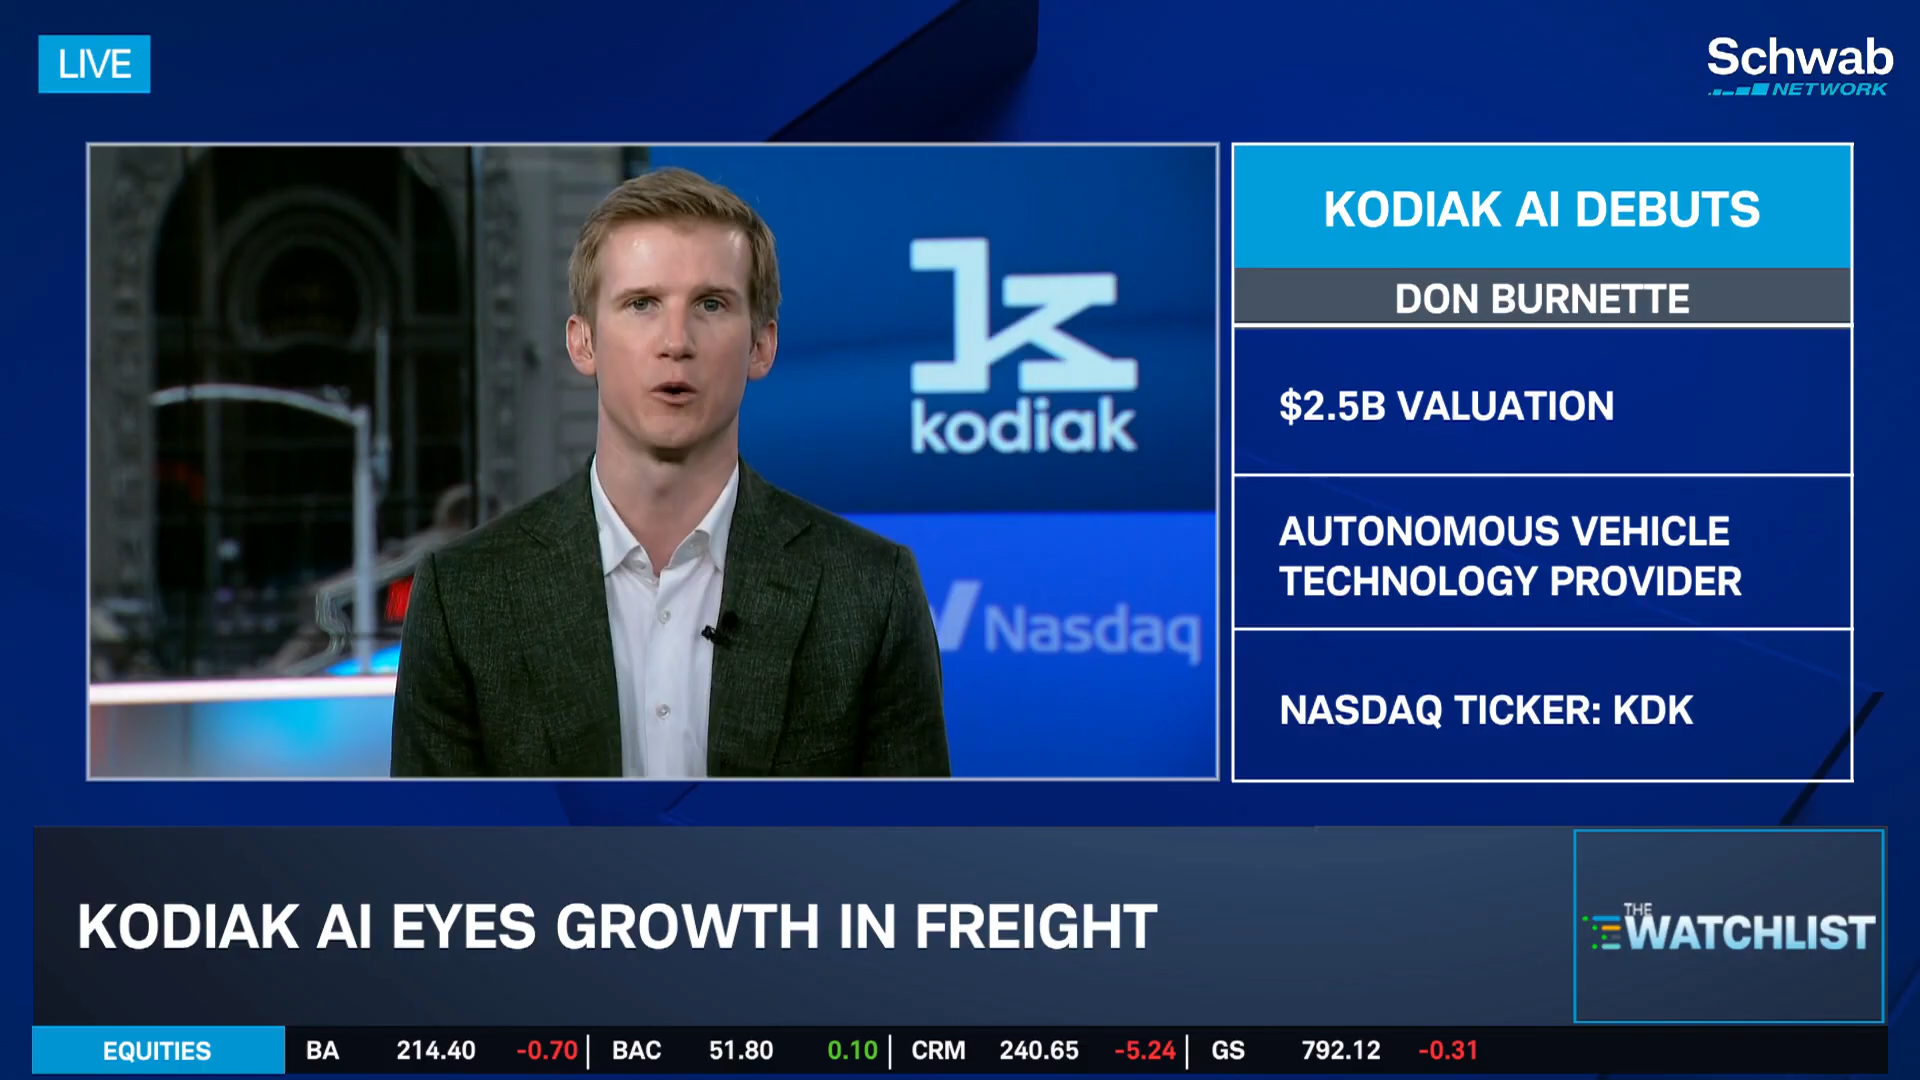 LIVE
Schwab
NETWORK
kodiak
Nasdaq
KODIAK AI DEBUTS
DON BURNETTE
$2.5B VALUATION
AUTONOMOUS VEHICLE
TECHNOLOGY PROVIDER
NASDAQ TICKER: KDK
KODIAK AI EYES GROWTH IN FREIGHT
THE
WATCHLIST
EQUITIES BA 214.40 -0.70 BAC 51.80 0.10 CRM 240.65 -5.24 GS 792.12 -0.31